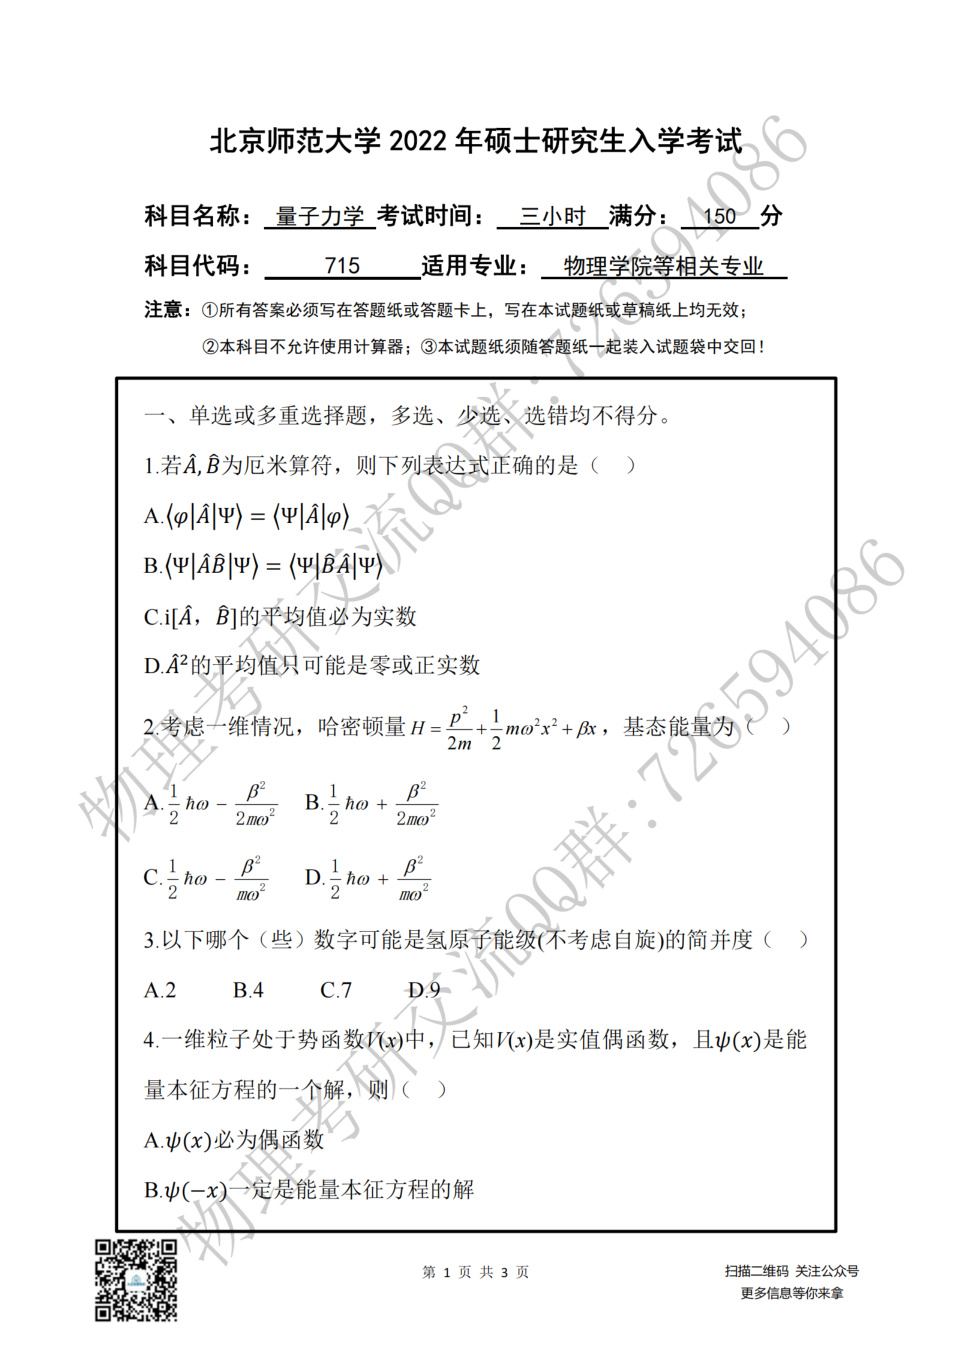 北京师范大学 2022 年硕士研究生入学考试
科目名称： 量子力学 考试时间： 三小时 满分： 150 分
科目代码： 715 适用专业： 物理学院等相关专业
注意：①所有答案必须写在答题纸或答题卡上，写在本试题纸或草稿纸上均无效；
②本科目不允许使用计算器；③本试题纸须随答题纸一起装入试题袋中交回！
一、单选或多重选择题，多选、少选、选错均不得分。
1.若Â, B̂为厄米算符，则下列表达式正确的是（ ）
A.⟨φ|Â|Ψ⟩ = ⟨Ψ|Â|φ⟩
B.⟨Ψ|ÂB̂|Ψ⟩ = ⟨Ψ|B̂Â|Ψ⟩
C.i[Â，B̂]的平均值必为实数
D.Â²的平均值只可能是零或正实数
2.考虑一维情况，哈密顿量 H = p²/2m + 1/2 mω²x² + βx，基态能量为（ ）
A. 1/2 ħω − β²/2mω² B. 1/2 ħω + β²/2mω²
C. 1/2 ħω − β²/mω² D. 1/2 ħω + β²/mω²
3.以下哪个（些）数字可能是氢原子能级(不考虑自旋)的简并度（ ）
A.2 B.4 C.7 D.9
4.一维粒子处于势函数V(x)中，已知V(x)是实值偶函数，且ψ(x)是能
量本征方程的一个解，则（ ）
A.ψ(x)必为偶函数
B.ψ(−x)一定是能量本征方程的解
第 1 页 共 3 页
扫描二维码 关注公众号
更多信息等你来拿
物理考研交流QQ群：726594086
物理考研交流QQ群：726594086